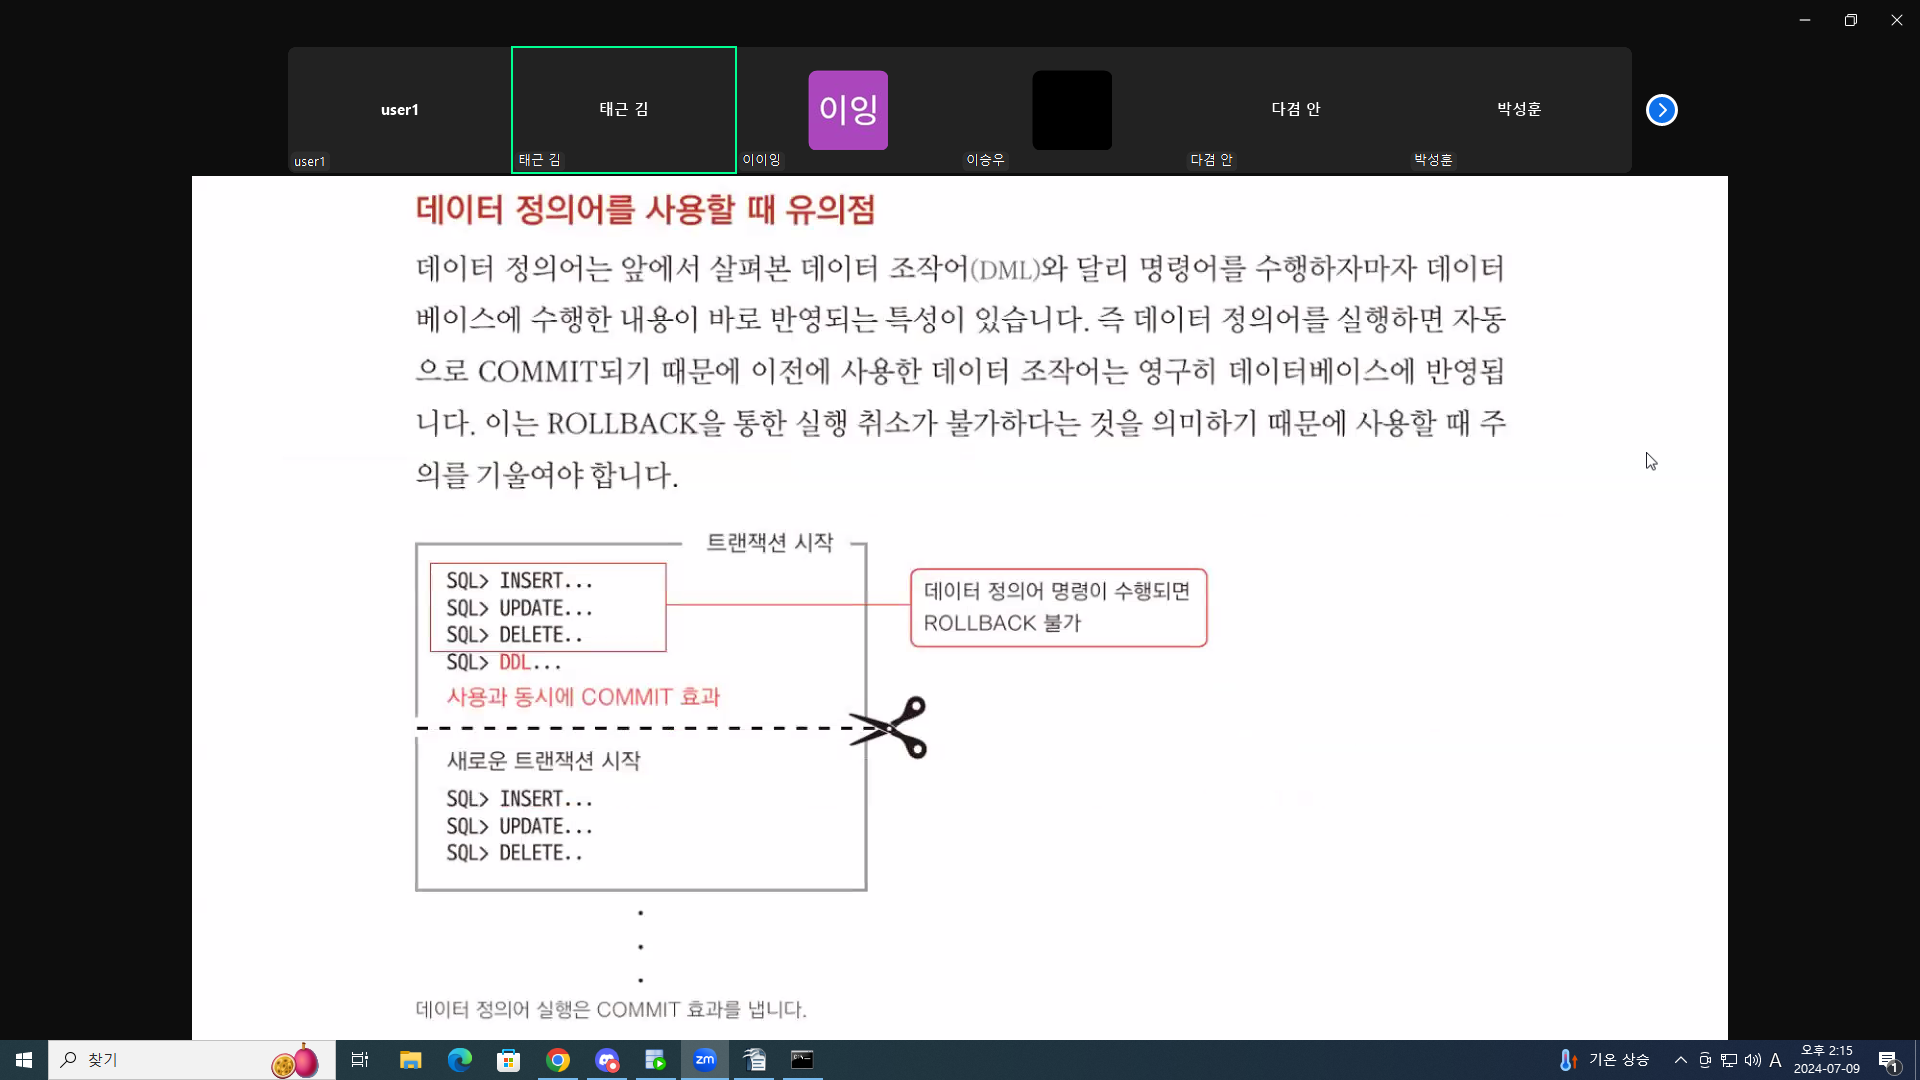 user1
태근 김
이잉
다겸 안
박성훈
user1
태근 김
이이잉
이승우
다겸 안
박성훈
데이터 정의어를 사용할 때 유의점
데이터 정의어는 앞에서 살펴본 데이터 조작어(DML)와 달리 명령어를 수행하자마자 데이터
베이스에 수행한 내용이 바로 반영되는 특성이 있습니다. 즉 데이터 정의어를 실행하면 자동
으로 COMMIT되기 때문에 이전에 사용한 데이터 조작어는 영구히 데이터베이스에 반영됩
니다. 이는 ROLLBACK을 통한 실행 취소가 불가하다는 것을 의미하기 때문에 사용할 때 주
의를 기울여야 합니다.
트랜잭션 시작
SQL> INSERT...
SQL> UPDATE...
SQL> DELETE..
SQL> DDL...
사용과 동시에 COMMIT 효과
데이터 정의어 명령이 수행되면
ROLLBACK 불가
새로운 트랜잭션 시작
SQL> INSERT...
SQL> UPDATE...
SQL> DELETE..
데이터 정의어 실행은 COMMIT 효과를 냅니다.
찾기
zm
기온 상승
A
오후 2:15
2024-07-09
1